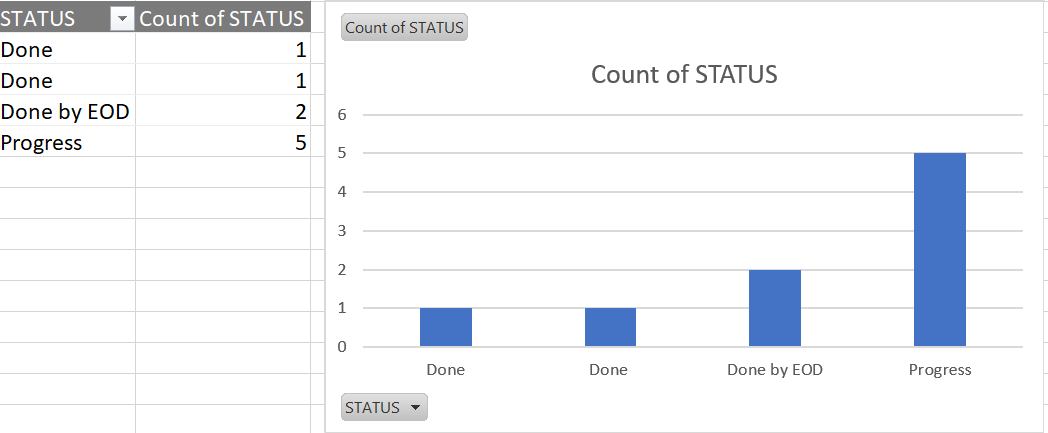 STATUS Count of STATUS
Done 1
Done 1
Done by EOD 2
Progress 5
Count of STATUS
Count of STATUS
6
5
4
3
2
1
0
Done Done Done by EOD Progress
STATUS